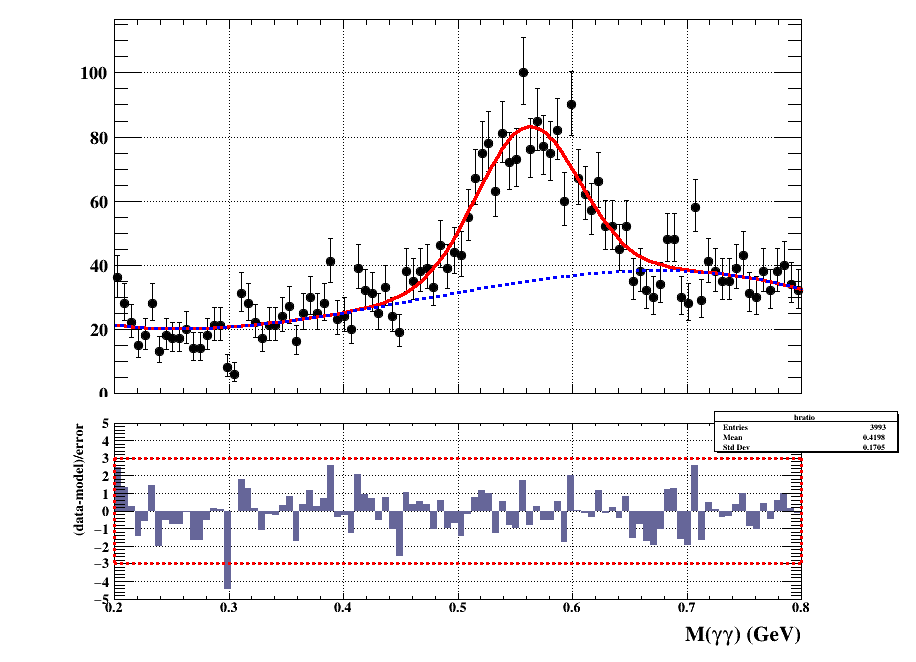 100
80
60
40
20
0
hratio
Entries 3993
Mean 0.4198
Std Dev 0.1705
(data-model)/error
5
4
3
2
1
0
−1
−2
−3
−4
−5
0.2 0.3 0.4 0.5 0.6 0.7 0.8
M(γγ) (GeV)